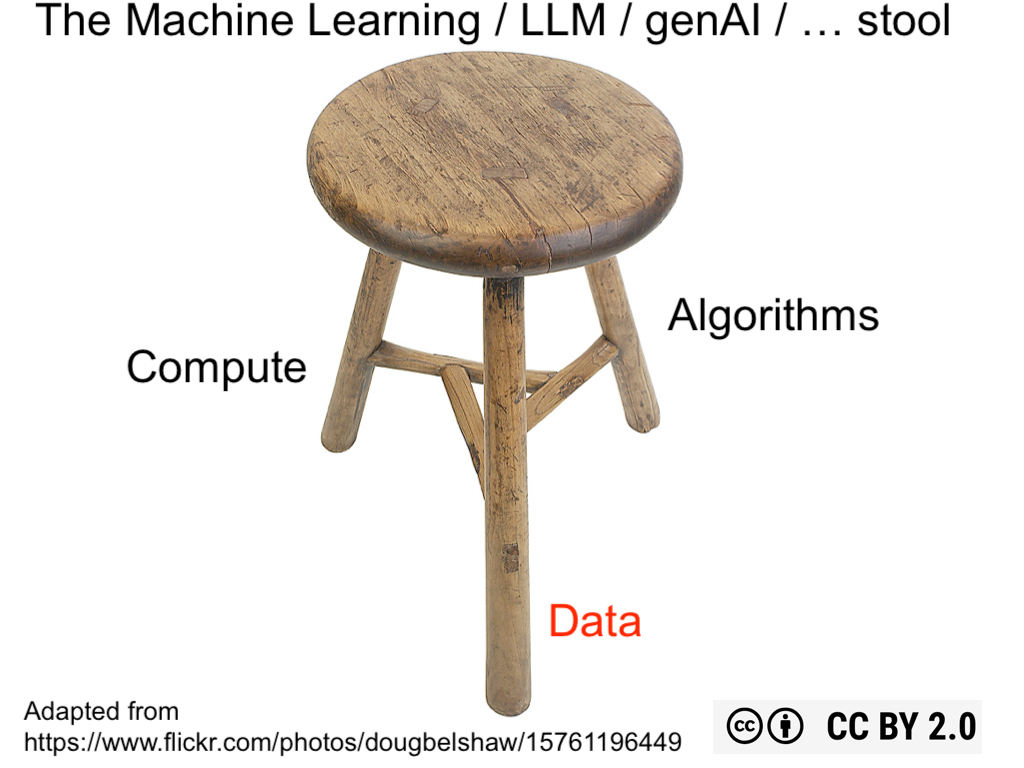 The Machine Learning / LLM / genAI / … stool
Algorithms
Compute
Data
Adapted from
https://www.flickr.com/photos/dougbelshaw/15761196449
cc CC BY 2.0